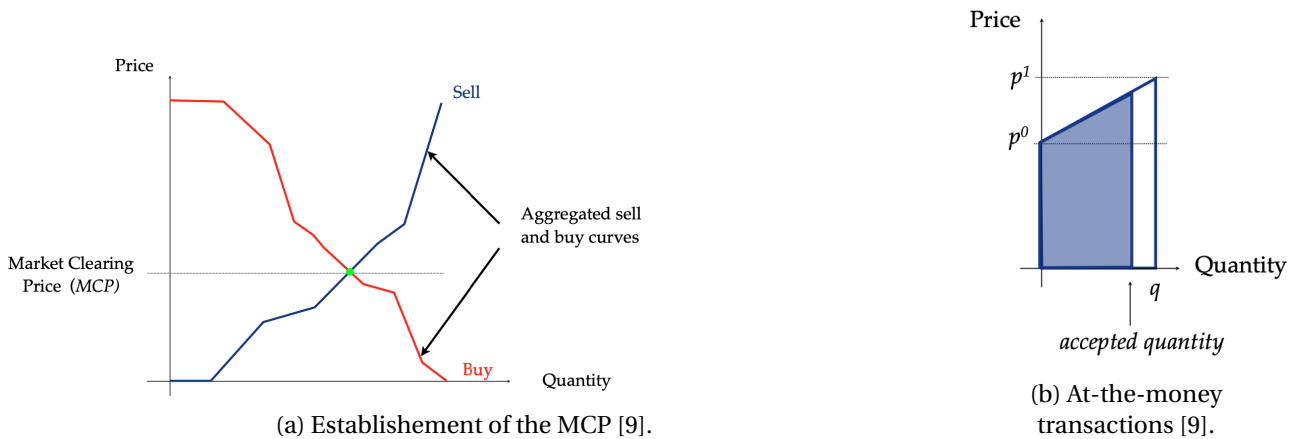 Price
Sell
Aggregated sell
and buy curves
Market Clearing
Price (MCP)
Buy
Quantity
(a) Establishement of the MCP [9].
Price
p¹
p⁰
Quantity
q
accepted quantity
(b) At-the-money
transactions [9].